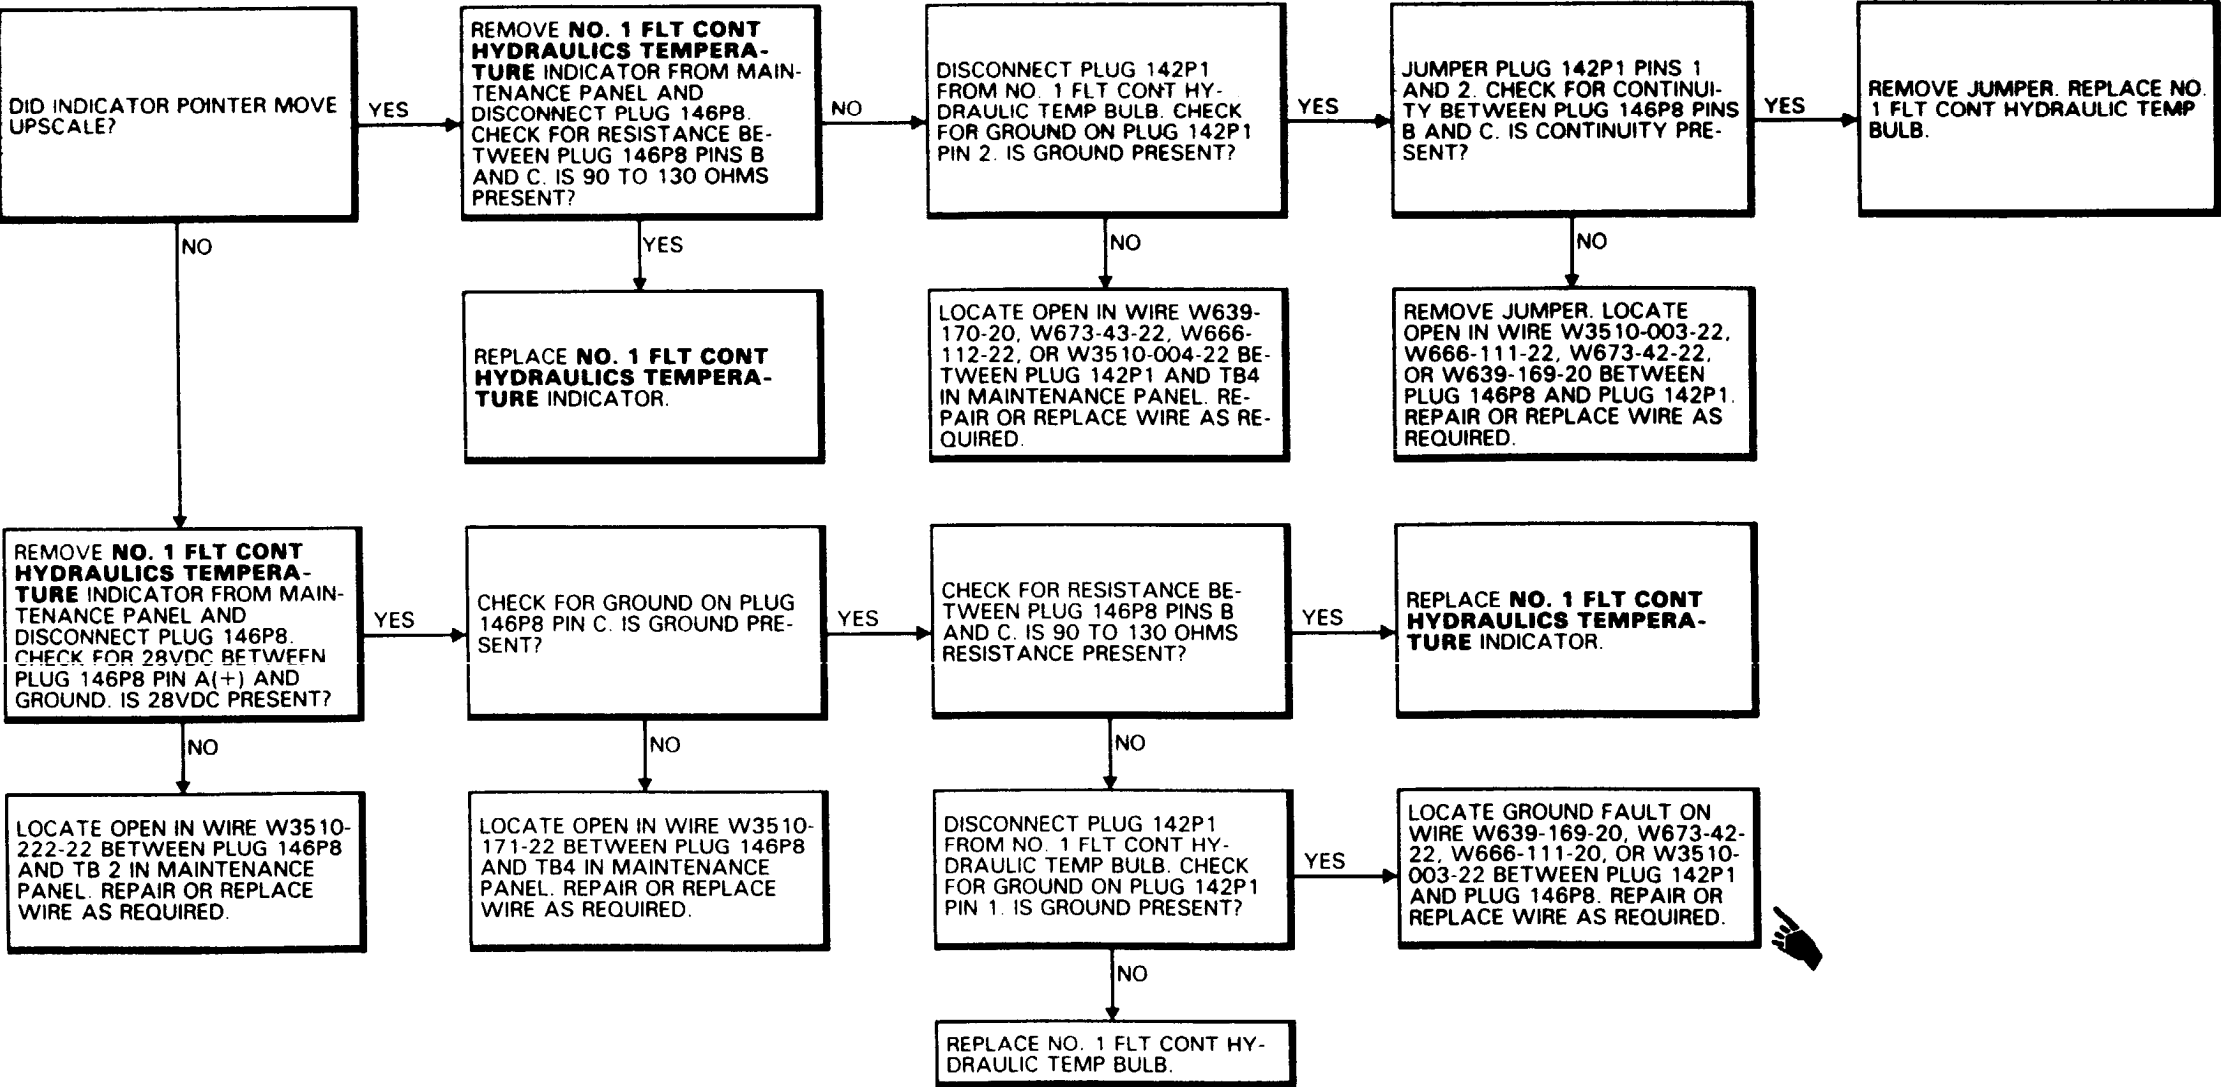 DID INDICATOR POINTER MOVE
UPSCALE?
YES
NO
REMOVE NO. 1 FLT CONT
HYDRAULICS TEMPERA-
TURE INDICATOR FROM MAIN-
TENANCE PANEL AND
DISCONNECT PLUG 146P8.
CHECK FOR RESISTANCE BE-
TWEEN PLUG 146P8 PINS B
AND C. IS 90 TO 130 OHMS
PRESENT?
NO
YES
DISCONNECT PLUG 142P1
FROM NO. 1 FLT CONT HY-
DRAULIC TEMP BULB. CHECK
FOR GROUND ON PLUG 142P1
PIN 2. IS GROUND PRESENT?
YES
NO
JUMPER PLUG 142P1 PINS 1
AND 2. CHECK FOR CONTINUI-
TY BETWEEN PLUG 146P8 PINS
B AND C. IS CONTINUITY PRE-
SENT?
YES
NO
REMOVE JUMPER. REPLACE NO.
1 FLT CONT HYDRAULIC TEMP
BULB.
REPLACE NO. 1 FLT CONT
HYDRAULICS TEMPERA-
TURE INDICATOR.
LOCATE OPEN IN WIRE W639-
170-20, W673-43-22, W666-
112-22, OR W3510-004-22 BE-
TWEEN PLUG 142P1 AND TB4
IN MAINTENANCE PANEL. RE-
PAIR OR REPLACE WIRE AS RE-
QUIRED.
REMOVE JUMPER. LOCATE
OPEN IN WIRE W3510-003-22,
W666-111-22, W673-42-22,
OR W639-169-20 BETWEEN
PLUG 146P8 AND PLUG 142P1.
REPAIR OR REPLACE WIRE AS
REQUIRED.
REMOVE NO. 1 FLT CONT
HYDRAULICS TEMPERA-
TURE INDICATOR FROM MAIN-
TENANCE PANEL AND
DISCONNECT PLUG 146P8.
CHECK FOR 28VDC BETWEEN
PLUG 146P8 PIN A(+) AND
GROUND. IS 28VDC PRESENT?
YES
NO
CHECK FOR GROUND ON PLUG
146P8 PIN C. IS GROUND PRE-
SENT?
YES
NO
CHECK FOR RESISTANCE BE-
TWEEN PLUG 146P8 PINS B
AND C. IS 90 TO 130 OHMS
RESISTANCE PRESENT?
YES
NO
REPLACE NO. 1 FLT CONT
HYDRAULICS TEMPERA-
TURE INDICATOR.
LOCATE OPEN IN WIRE W3510-
222-22 BETWEEN PLUG 146P8
AND TB 2 IN MAINTENANCE
PANEL. REPAIR OR REPLACE
WIRE AS REQUIRED.
LOCATE OPEN IN WIRE W3510-
171-22 BETWEEN PLUG 146P8
AND TB4 IN MAINTENANCE
PANEL. REPAIR OR REPLACE
WIRE AS REQUIRED.
DISCONNECT PLUG 142P1
FROM NO. 1 FLT CONT HY-
DRAULIC TEMP BULB. CHECK
FOR GROUND ON PLUG 142P1
PIN 1. IS GROUND PRESENT?
YES
NO
LOCATE GROUND FAULT ON
WIRE W639-169-20, W673-42-
22, W666-111-20, OR W3510-
003-22 BETWEEN PLUG 142P1
AND PLUG 146P8. REPAIR OR
REPLACE WIRE AS REQUIRED.
REPLACE NO. 1 FLT CONT HY-
DRAULIC TEMP BULB.